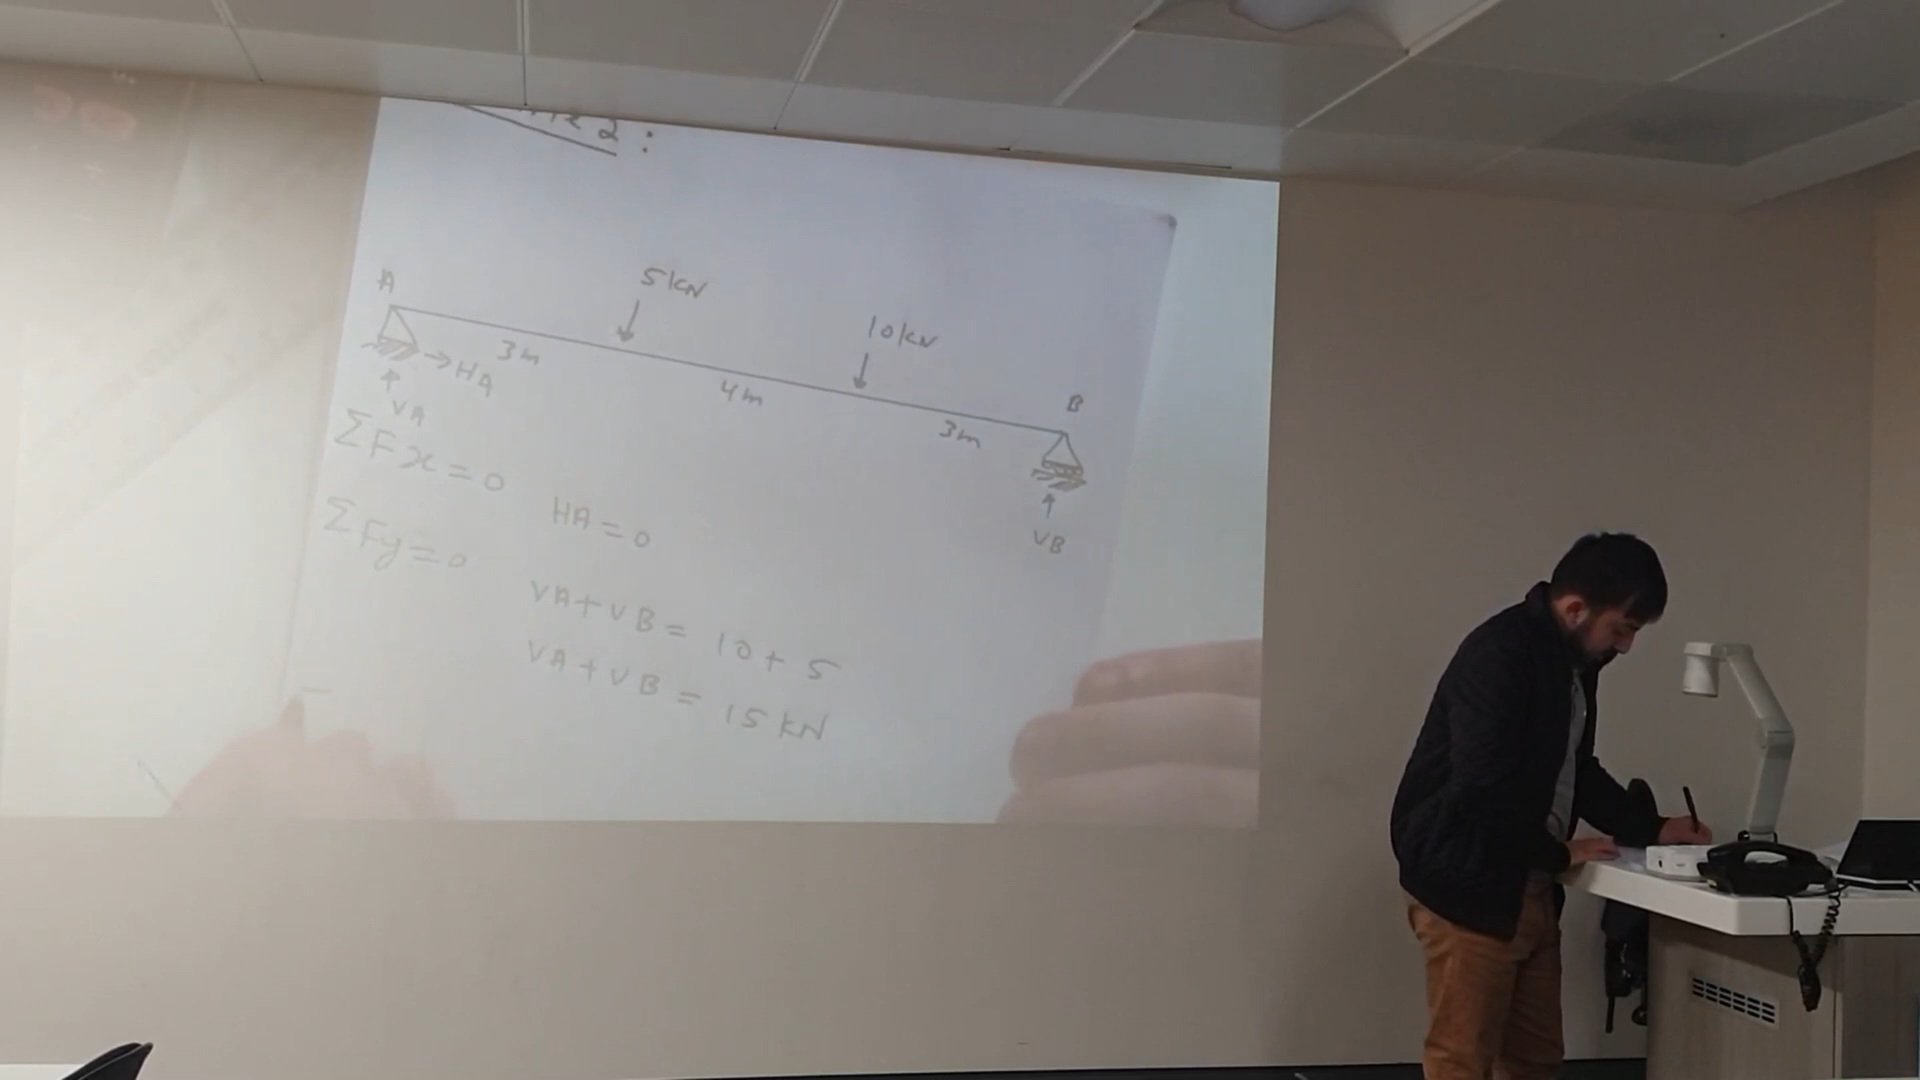 2:
A
5kN
10kN
3m
→HA
4m
B
VA
3m
ΣFx=0
HA=0
VB
ΣFy=0
VA+VB= 10+5
VA+VB = 15kN